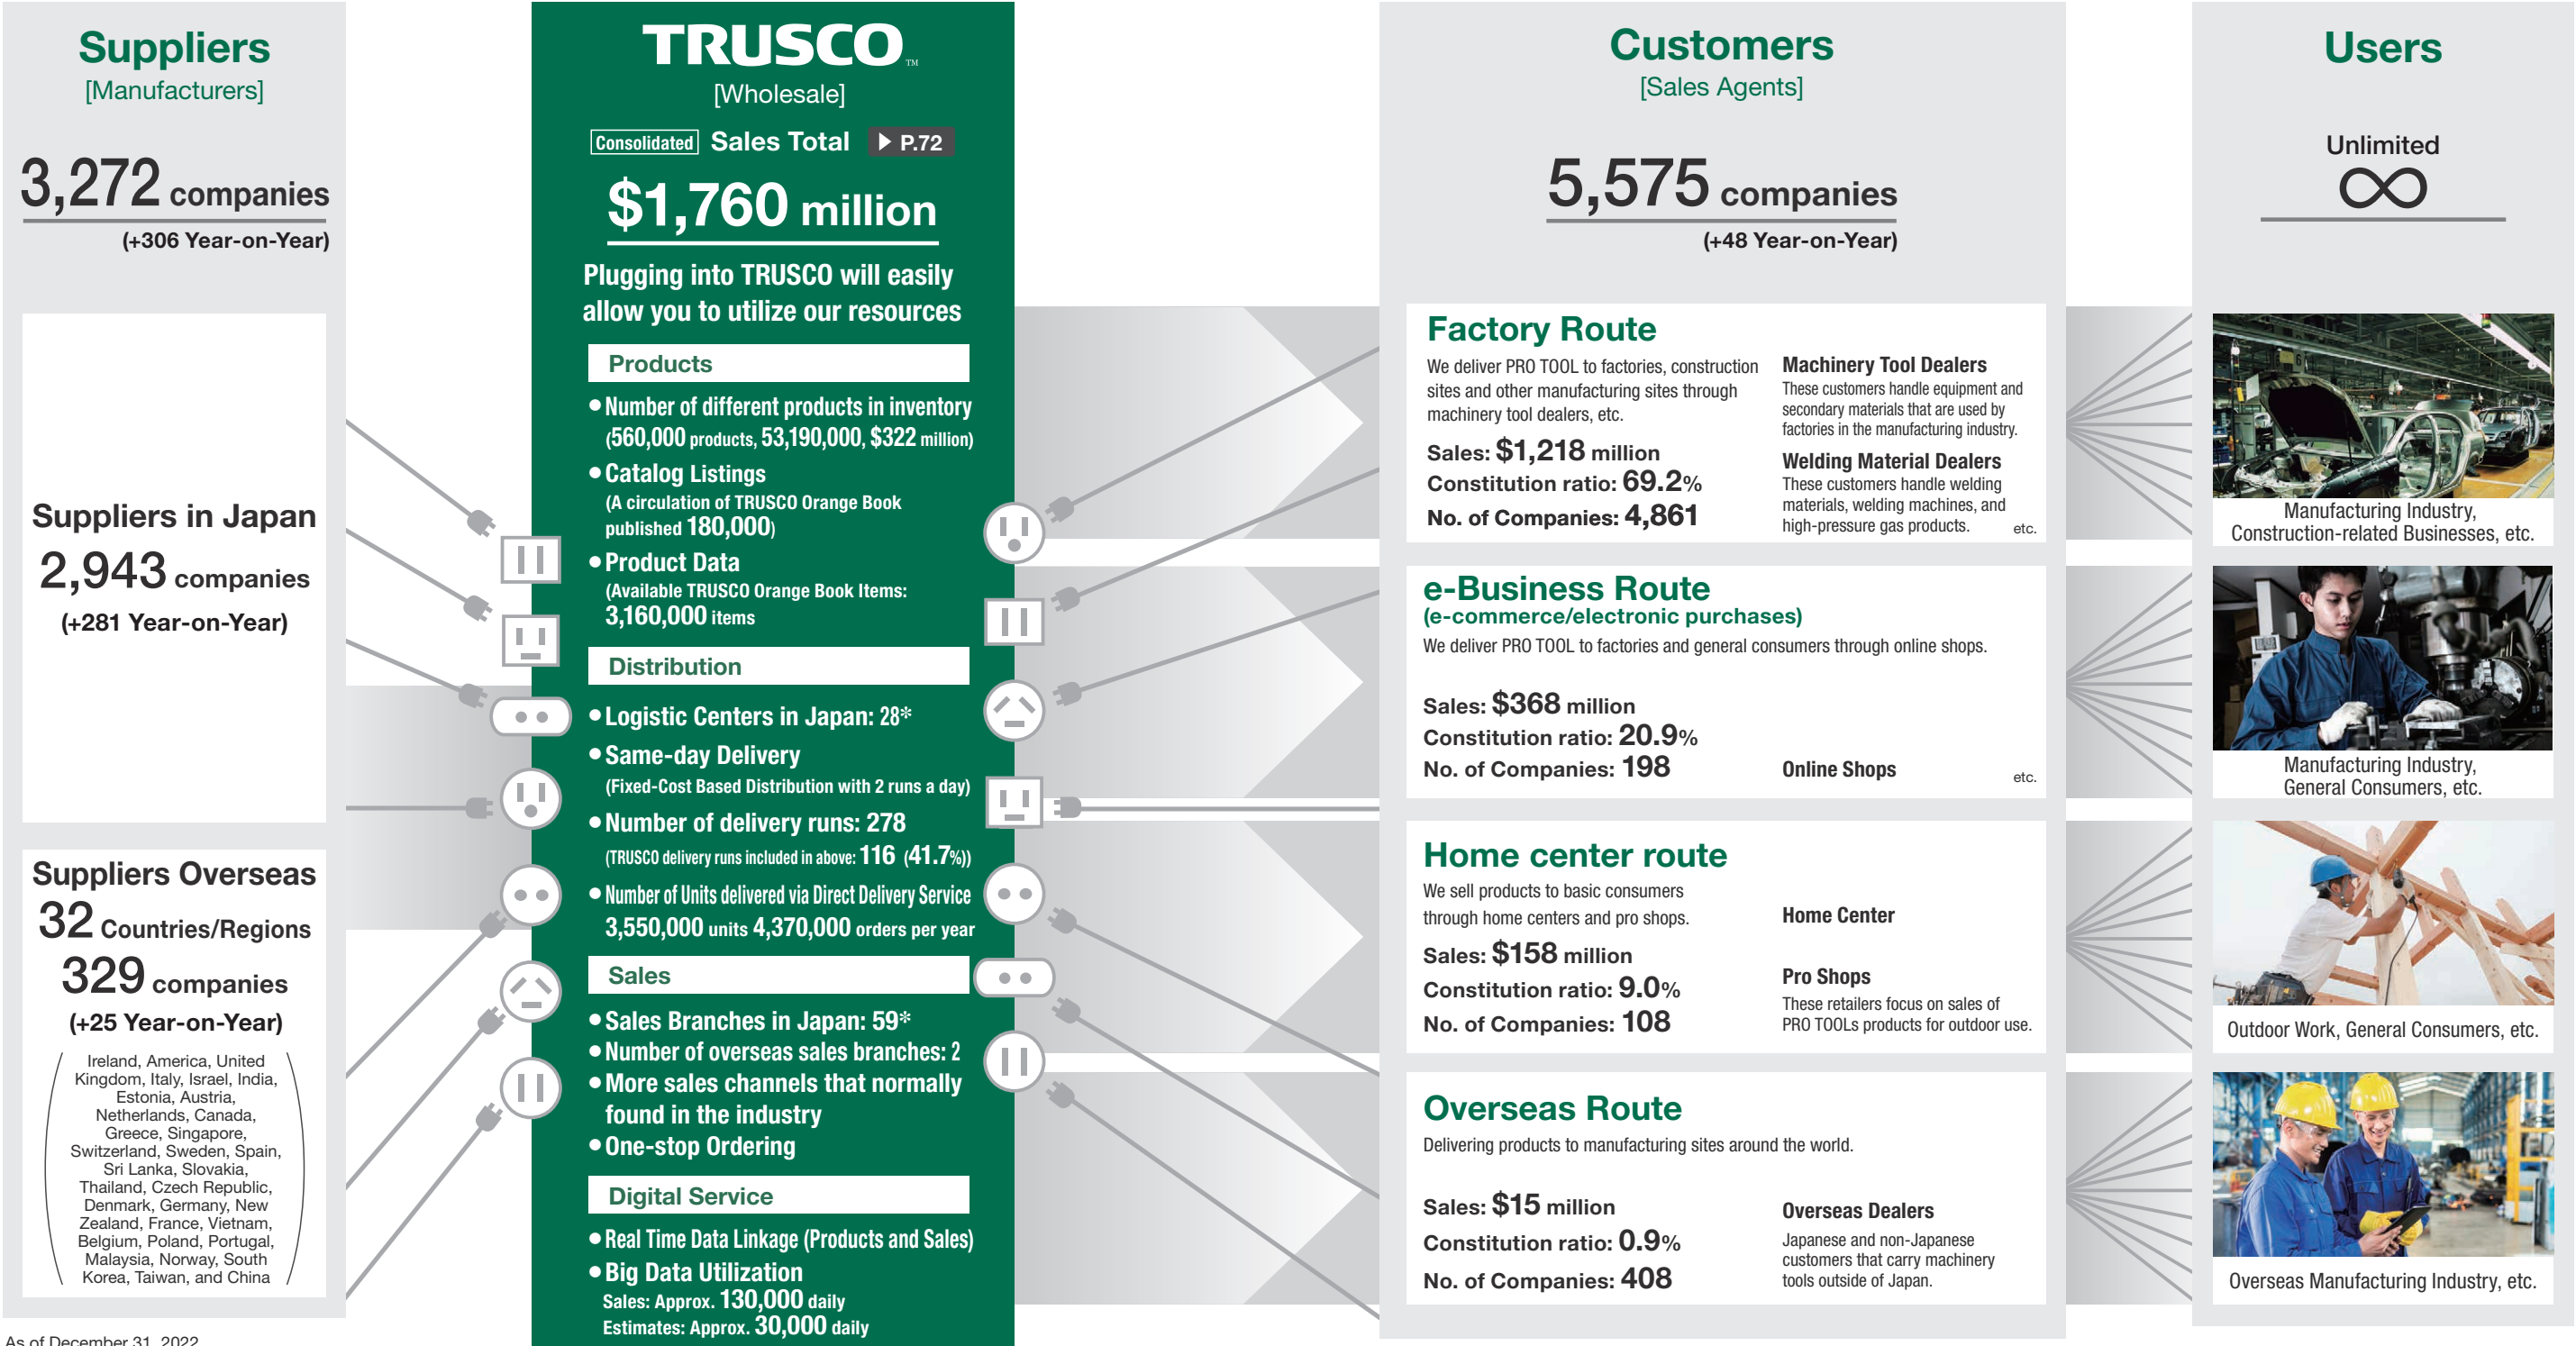 Suppliers
[Manufacturers]
3,272 companies
(+306 Year-on-Year)
Suppliers in Japan
2,943 companies
(+281 Year-on-Year)
Suppliers Overseas
32 Countries/Regions
329 companies
(+25 Year-on-Year)
Ireland, America, United
Kingdom, Italy, Israel, India,
Estonia, Austria,
Netherlands, Canada,
Greece, Singapore,
Switzerland, Sweden, Spain,
Sri Lanka, Slovakia,
Thailand, Czech Republic,
Denmark, Germany, New
Zealand, France, Vietnam,
Belgium, Poland, Portugal,
Malaysia, Norway, South
Korea, Taiwan, and China
As of December 31, 2022
TRUSCO™
[Wholesale]
Consolidated Sales Total ▶ P.72
$1,760 million
Plugging into TRUSCO will easily
allow you to utilize our resources
Products
●Number of different products in inventory
(560,000 products, 53,190,000, $322 million)
●Catalog Listings
(A circulation of TRUSCO Orange Book
published 180,000)
●Product Data
(Available TRUSCO Orange Book Items:
3,160,000 items
Distribution
●Logistic Centers in Japan: 28*
●Same-day Delivery
(Fixed-Cost Based Distribution with 2 runs a day)
●Number of delivery runs: 278
(TRUSCO delivery runs included in above: 116 (41.7%))
●Number of Units delivered via Direct Delivery Service
3,550,000 units 4,370,000 orders per year
Sales
●Sales Branches in Japan: 59*
●Number of overseas sales branches: 2
●More sales channels that normally
found in the industry
●One-stop Ordering
Digital Service
●Real Time Data Linkage (Products and Sales)
●Big Data Utilization
Sales: Approx. 130,000 daily
Estimates: Approx. 30,000 daily
Customers
[Sales Agents]
5,575 companies
(+48 Year-on-Year)
Factory Route
We deliver PRO TOOL to factories, construction
sites and other manufacturing sites through
machinery tool dealers, etc.
Sales: $1,218 million
Constitution ratio: 69.2%
No. of Companies: 4,861
Machinery Tool Dealers
These customers handle equipment and
secondary materials that are used by
factories in the manufacturing industry.
Welding Material Dealers
These customers handle welding
materials, welding machines, and
high-pressure gas products. etc.
e-Business Route
(e-commerce/electronic purchases)
We deliver PRO TOOL to factories and general consumers through online shops.
Sales: $368 million
Constitution ratio: 20.9%
No. of Companies: 198
Online Shops etc.
Home center route
We sell products to basic consumers
through home centers and pro shops.
Sales: $158 million
Constitution ratio: 9.0%
No. of Companies: 108
Home Center
Pro Shops
These retailers focus on sales of
PRO TOOLs products for outdoor use.
Overseas Route
Delivering products to manufacturing sites around the world.
Sales: $15 million
Constitution ratio: 0.9%
No. of Companies: 408
Overseas Dealers
Japanese and non-Japanese
customers that carry machinery
tools outside of Japan.
Users
Unlimited
∞
Manufacturing Industry,
Construction-related Businesses, etc.
Manufacturing Industry,
General Consumers, etc.
Outdoor Work, General Consumers, etc.
Overseas Manufacturing Industry, etc.